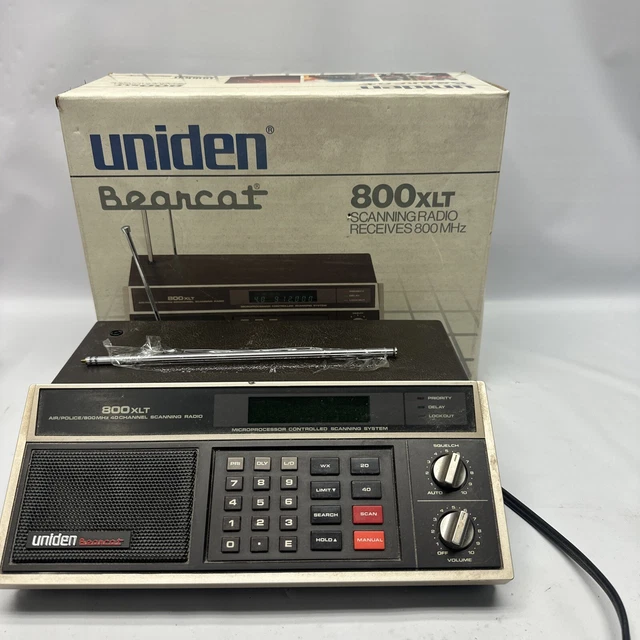 uniden
uniden®
Bearcat®
800XLT
SCANNING RADIO
RECEIVES 800 MHz
800XLT
800XLT
AIR/POLICE/800MHz 40 CHANNEL SCANNING RADIO
PRIORITY
DELAY
LOCKOUT
MICROPROCESSOR CONTROLLED SCANNING SYSTEM
PRI DLY L/O WX 20
7 8 9
4 5 6 LIMIT▼ 40
1 2 3 SEARCH SCAN
0 · E HOLD▲ MANUAL
SQUELCH
AUTO 10
OFF 10
VOLUME
uniden Bearcat